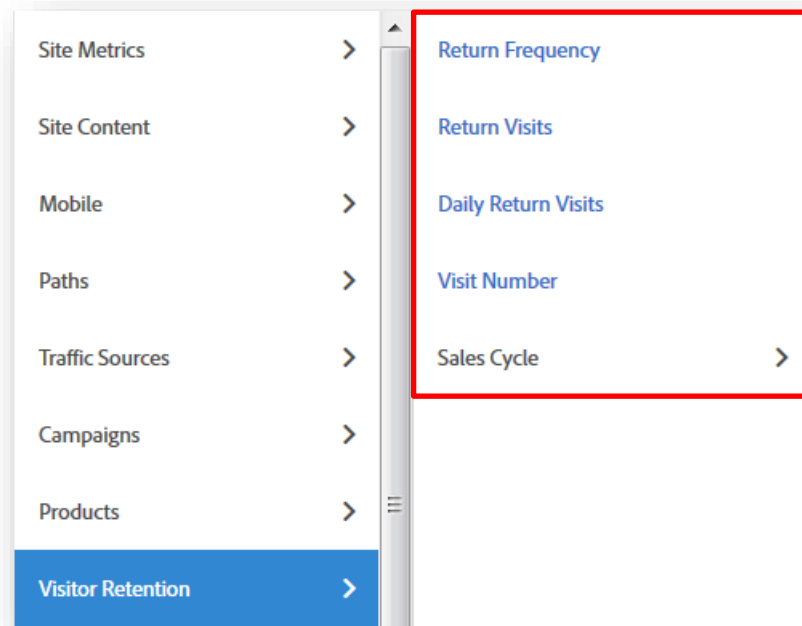 Site Metrics
Site Content
Mobile
Paths
Traffic Sources
Campaigns
Products
Visitor Retention
Return Frequency
Return Visits
Daily Return Visits
Visit Number
Sales Cycle